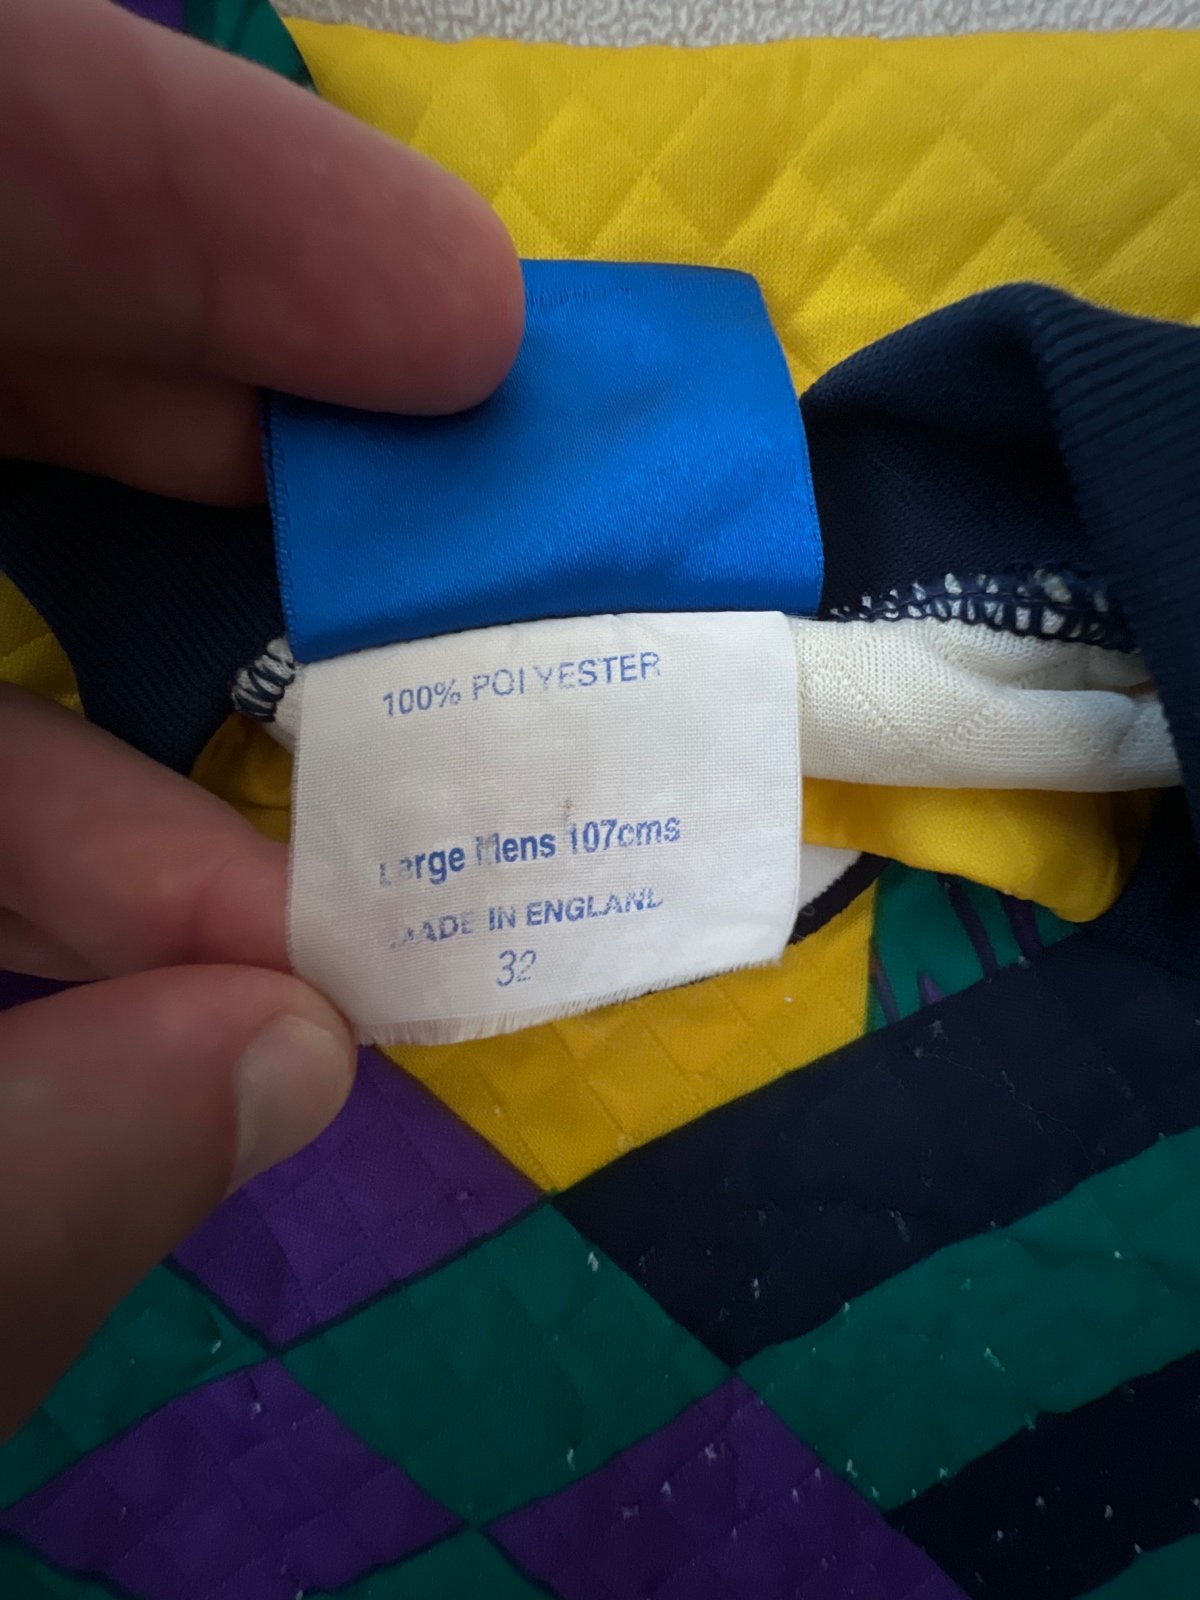 100% POLYESTER
Large Mens 107cms
MADE IN ENGLAND
32